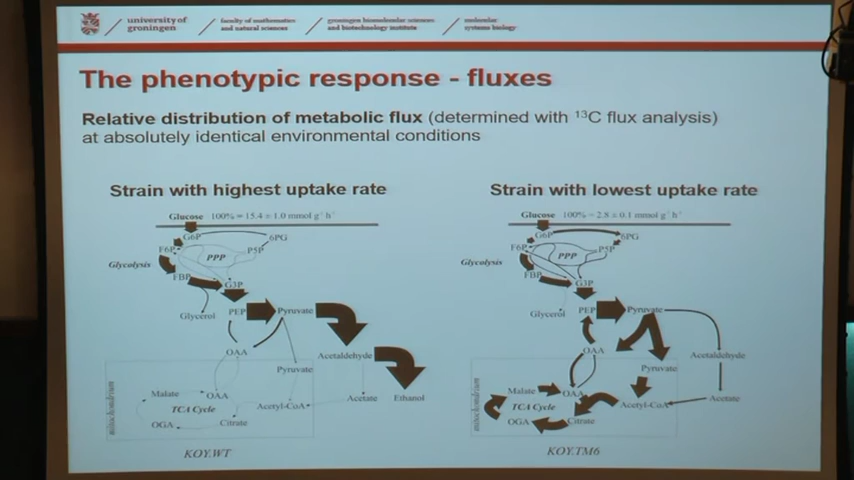 university of
groningen
faculty of mathematics
and natural sciences
groningen biomolecular sciences
and biotechnology institute
molecular
systems biology
The phenotypic response - fluxes
Relative distribution of metabolic flux (determined with ¹³C flux analysis)
at absolutely identical environmental conditions
Strain with highest uptake rate
Glucose 100% = 15.4 ± 1.0 mmol g⁻¹ h⁻¹
G6P
6PG
F6P
P5P
PPP
Glycolysis
FBP
G3P
Glycerol
PEP
Pyruvate
OAA
Acetaldehyde
Pyruvate
mitochondrium
Malate
OAA
Acetyl-CoA
Acetate
Ethanol
TCA Cycle
OGA
Citrate
KOY.WT
Strain with lowest uptake rate
Glucose 100% = 2.8 ± 0.1 mmol g⁻¹ h⁻¹
G6P
6PG
F6P
P5P
PPP
Glycolysis
FBP
G3P
Glycerol
PEP
Pyruvate
OAA
Acetaldehyde
Pyruvate
mitochondrium
Malate
OAA
Acetyl-CoA
Acetate
TCA Cycle
OGA
Citrate
KOY.TM6